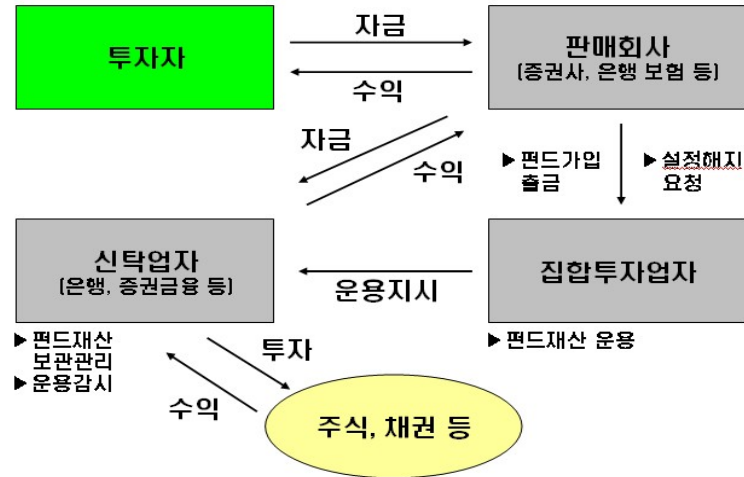 투자자
자금
수익
판매회사
(증권사, 은행 보험 등)
자금
수익
▶ 펀드가입
출금
▶ 설정해지
요청
신탁업자
(은행, 증권금융 등)
운용지시
집합투자업자
▶ 펀드재산
보관관리
▶ 운용감시
▶ 펀드재산 운용
투자
수익
주식, 채권 등